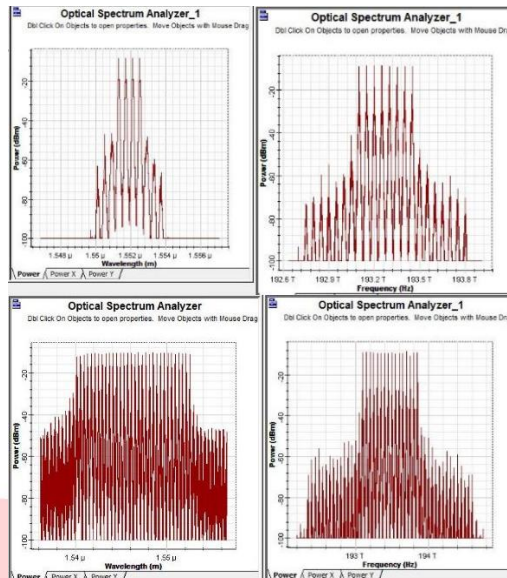 Optical Spectrum Analyzer_1
Dbl Click On Objects to open properties. Move Objects with Mouse Drag
Power (dBm)
-20
-40
-60
-80
-100
1.548 µ 1.55 µ 1.552 µ 1.554 µ 1.556 µ
Wavelength (m)
Power Power X Power Y
Optical Spectrum Analyzer_1
Dbl Click On Objects to open properties. Move Objects with Mouse Dr
Power (dBm)
-20
-40
-60
-80
-100
192.6 T 192.9 T 193.2 T 193.5 T 193.8 T
Frequency (Hz)
Power Power X Power Y
Optical Spectrum Analyzer
Dbl Click On Objects to open properties. Move Objects with Mouse Drag
Power (dBm)
-20
-40
-60
-80
-100
1.54 µ 1.55 µ
Wavelength (m)
Power Power X Power Y
Optical Spectrum Analyzer_1
Dbl Click On Objects to open properties. Move Objects with Mouse Dr
Power (dBm)
-20
-40
-60
-80
-100
193 T 194 T
Frequency (Hz)
Power Power X Power Y